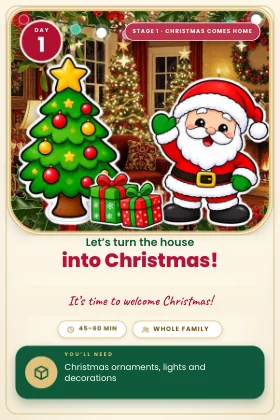 DAY
1
STAGE 1 · CHRISTMAS COMES HOME
Let's turn the house
into Christmas!
It's time to welcome Christmas!
45–60 MIN
WHOLE FAMILY
YOU'LL NEED
Christmas ornaments, lights and
decorations